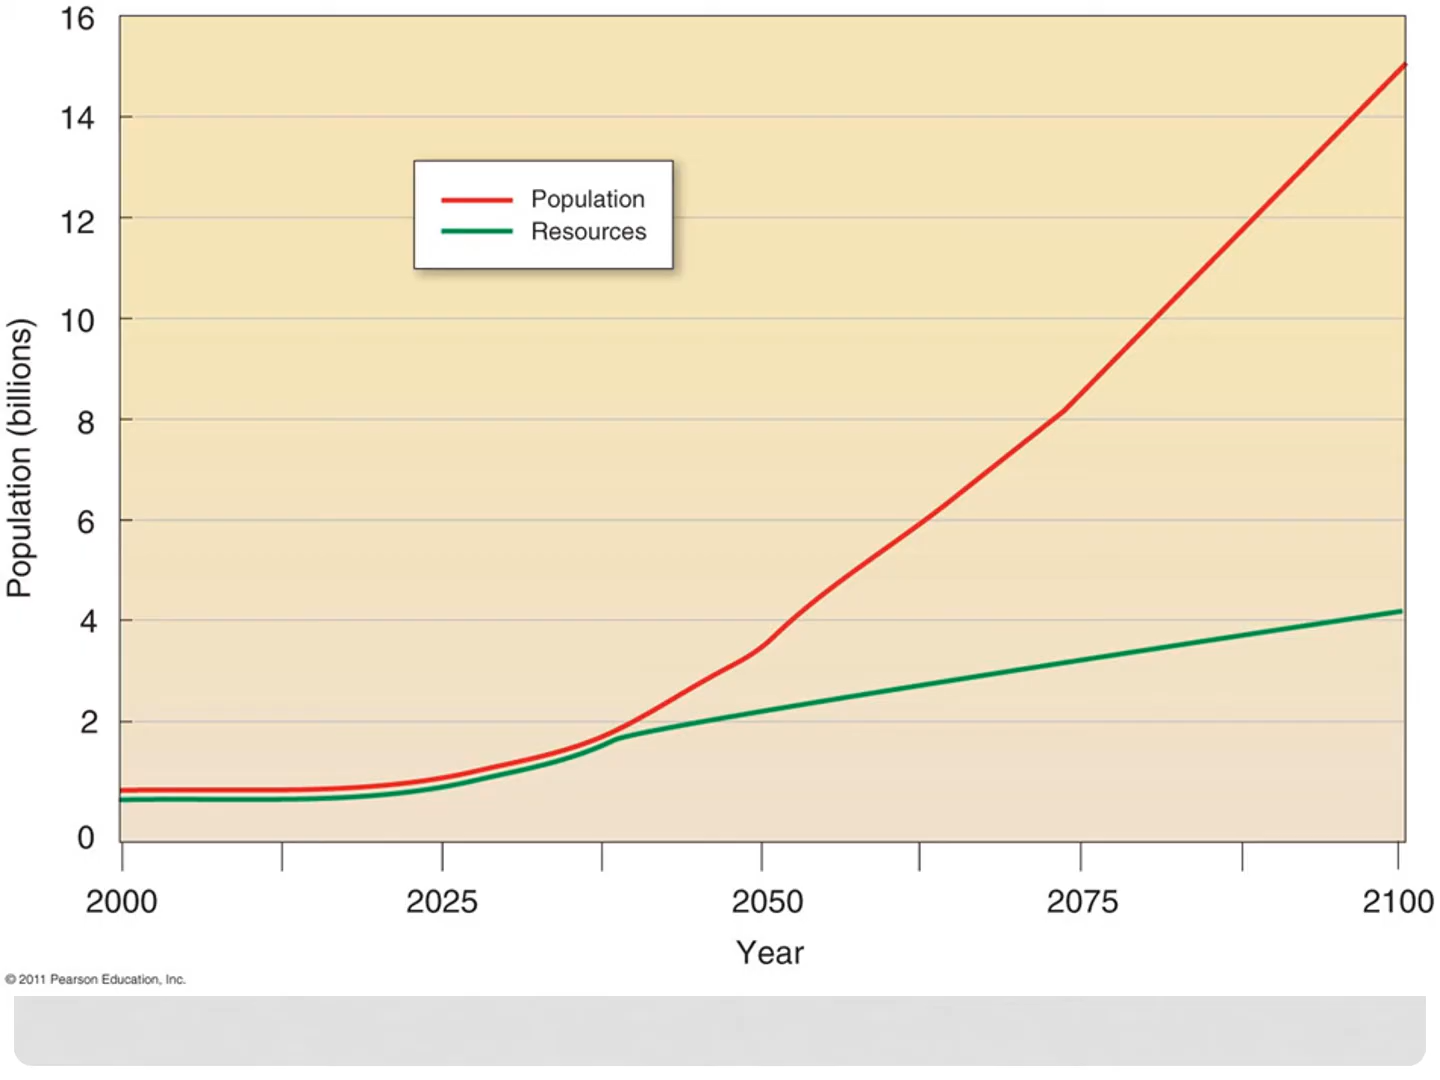 16
14
12
10
8
6
4
2
0
Population (billions)
Population
Resources
2000 2025 2050 2075 2100
Year
© 2011 Pearson Education, Inc.